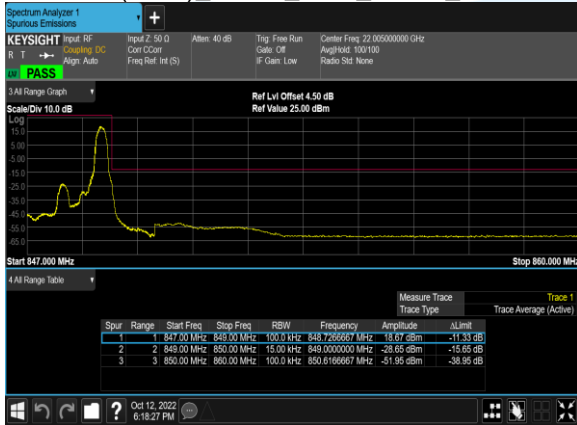 Spectrum Analyzer 1
Spurious Emissions
+
KEYSIGHT
R T
LW PASS
Input: RF
Coupling: DC
Align: Auto
Input Z: 50 Ω
Corr CCorr
Freq Ref: Int (S)
Atten: 40 dB
Trig: Free Run
Gate: Off
IF Gain: Low
Center Freq: 22.005000000 GHz
Avg|Hold: 100/100
Radio Std: None
3 All Range Graph
Scale/Div 10.0 dB
Ref Lvl Offset 4.50 dB
Ref Value 25.00 dBm
Log
15.0
5.00
-5.00
-15.0
-25.0
-35.0
-45.0
-55.0
-65.0
Start 847.000 MHz
Stop 860.000 MHz
4 All Range Table
Measure Trace Trace 1
Trace Type Trace Average (Active)
Spur Range Start Freq Stop Freq RBW Frequency Amplitude ΔLimit
1 1 847.00 MHz 849.00 MHz 100.0 kHz 848.7266667 MHz 18.67 dBm -11.33 dB
2 2 849.00 MHz 850.00 MHz 15.00 kHz 849.0000000 MHz -28.65 dBm -15.65 dB
3 3 850.00 MHz 860.00 MHz 100.0 kHz 850.6166667 MHz -51.95 dBm -38.95 dB
?
Oct 12, 2022
6:18:27 PM